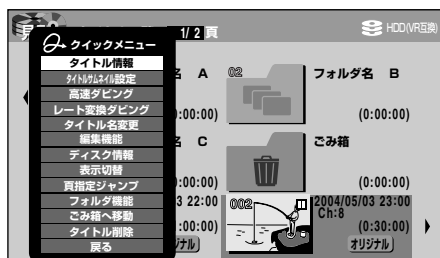 見
1/ 2 頁
HDD(VR互換)
クイックメニュー
タイトル情報
タイトルサムネイル設定
高速ダビング
レート変換ダビング
タイトル名変更
編集機能
ディスク情報
表示切替
頁指定ジャンプ
フォルダ機能
ごみ箱へ移動
タイトル削除
戻る
名 A
:00:00)
02
フォルダ名 B
(0:00:00)
名 C
:00:00)
ごみ箱
(0:00:00)
3 22:00
:00:00)
ジナル
002
2004/05/03 23:00
Ch:8
(0:30:00)
オリジナル